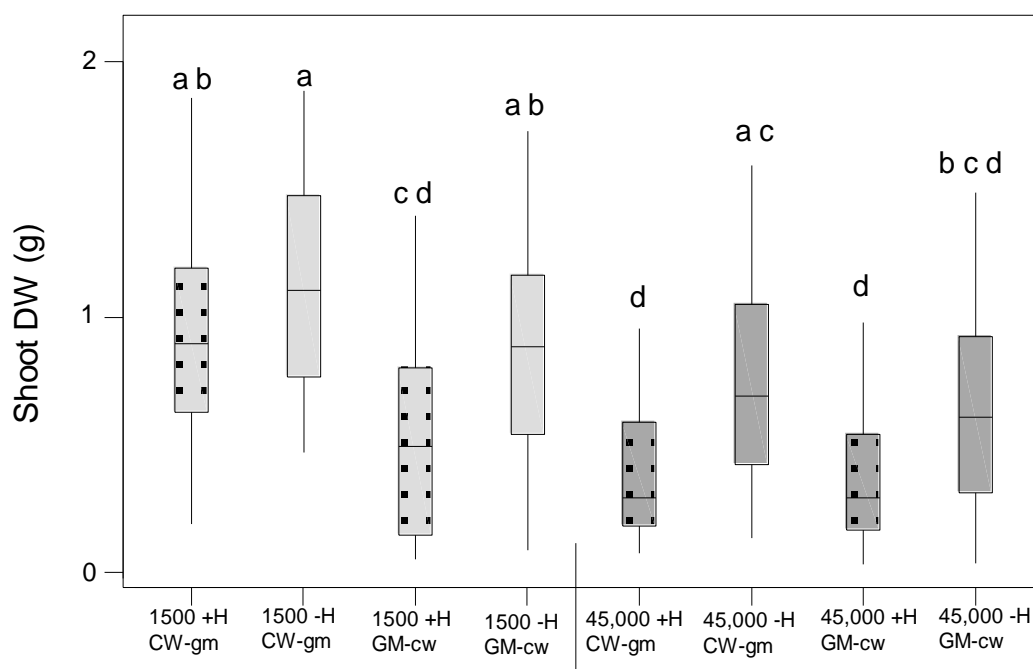 2
a b
a
c d
a b
d
a c
d
b c d
1
0
Shoot DW (g)
1500 +H
CW-gm
1500 -H
CW-gm
1500 +H
GM-cw
1500 -H
GM-cw
45,000 +H
CW-gm
45,000 -H
CW-gm
45,000 +H
GM-cw
45,000 -H
GM-cw